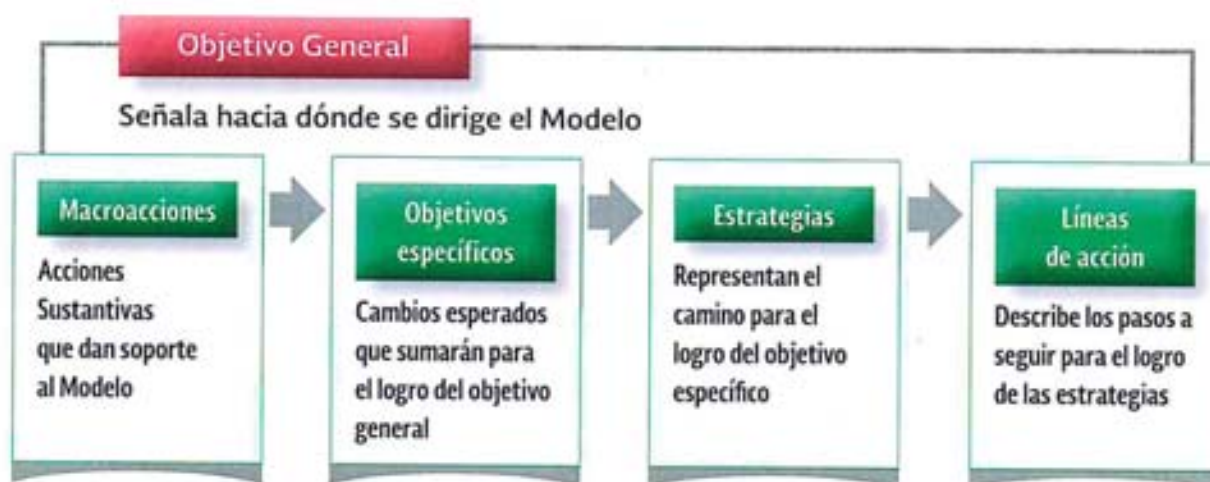 Objetivo General
Señala hacia dónde se dirige el Modelo
Macroacciones
Acciones
Sustantivas
que dan soporte
al Modelo
Objetivos
específicos
Cambios esperados
que sumarán para
el logro del objetivo
general
Estrategias
Representan el
camino para el
logro del objetivo
específico
Líneas
de acción
Describe los pasos a
seguir para el logro
de las estrategias